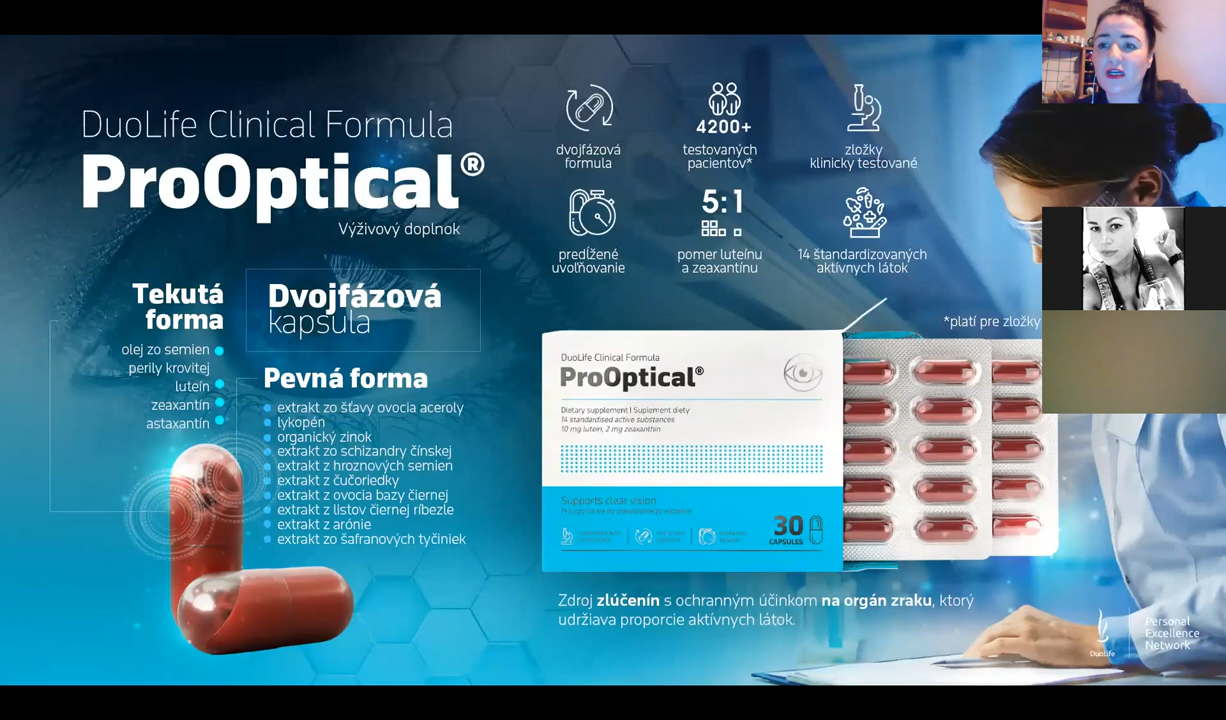 DuoLife Clinical Formula
ProOptical®
Výživový doplnok
Tekutá
forma
olej zo semien
perily krovitej
luteín
zeaxantín
astaxantín
Dvojfázová
kapsula
Pevná forma
extrakt zo šťavy ovocia aceroly
lykopén
organický zinok
extrakt zo schizandry čínskej
extrakt z hroznových semien
extrakt z čučoriedky
extrakt z ovocia bazy čiernej
extrakt z listov čiernej ríbezle
extrakt z arónie
extrakt zo šafranových tyčiniek
dvojfázová
formula
4200+
testovaných
pacientov*
zložky
klinicky testované
predĺžené
uvoľňovanie
5:1
pomer luteínu
a zeaxantínu
14 štandardizovaných
aktívnych látok
*platí pre zložky
DuoLife Clinical Formula
ProOptical®
Dietary supplement I Suplement diety
14 standardised active substances
10 mg lutein, 2 mg zeaxanthin
Supports clear vision
30
CAPSULES
Zdroj zlúčenín s ochranným účinkom na orgán zraku, ktorý
udržiava proporcie aktívnych látok.
DuoLife
Personal
Excellence
Network